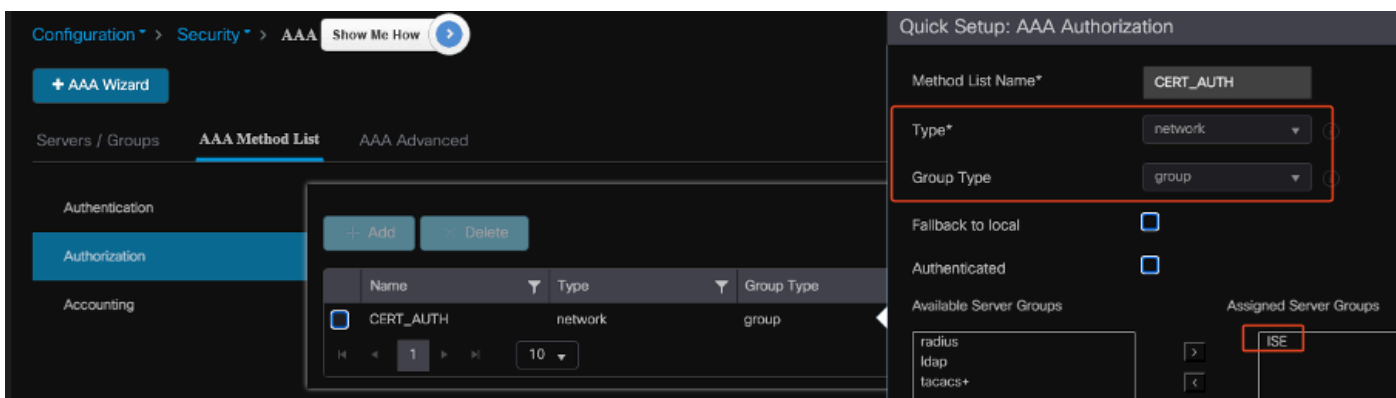 Configuration > Security > AAA Show Me How
+ AAA Wizard
Servers / Groups AAA Method List AAA Advanced
Authentication
Authorization
Accounting
+ Add × Delete
Name Type Group Type
CERT_AUTH network group
1 10
Quick Setup: AAA Authorization
Method List Name* CERT_AUTH
Type* network
Group Type group
Fallback to local
Authenticated
Available Server Groups Assigned Server Groups
radius
ldap
tacacs+
ISE